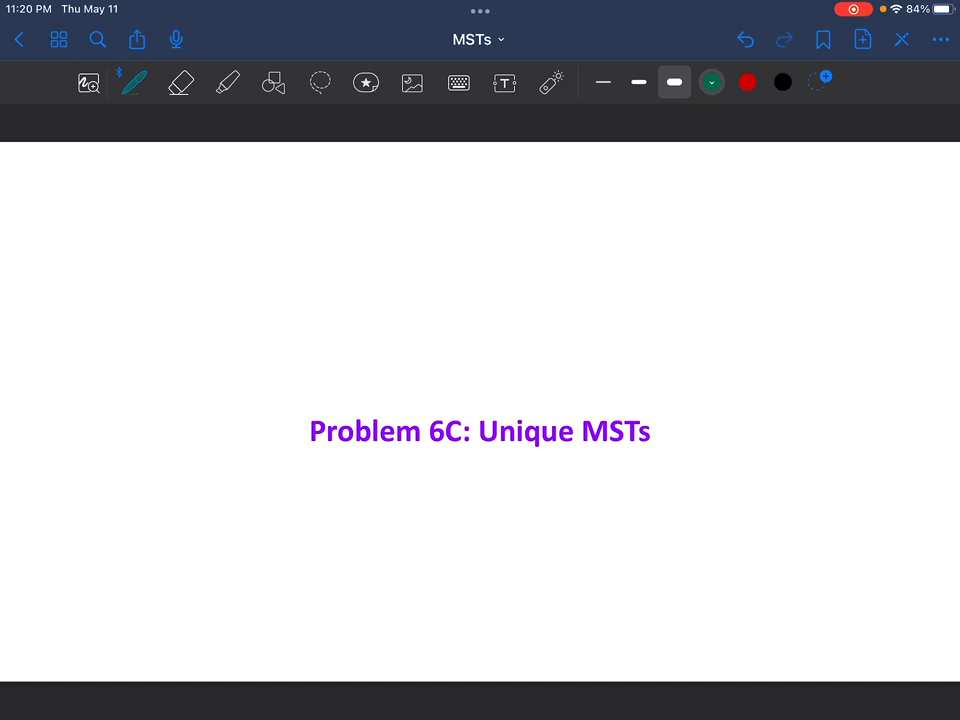 11:20 PM Thu May 11
84%
MSTs
T
Problem 6C: Unique MSTs